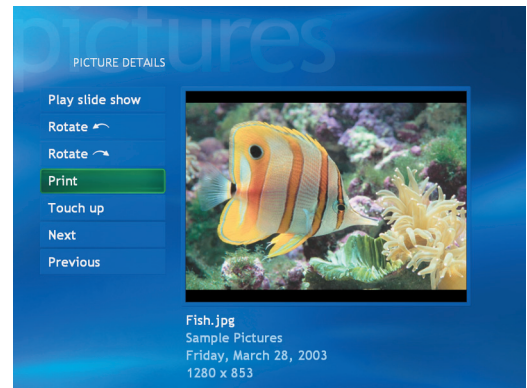 pictures
PICTURE DETAILS
Play slide show
Rotate
Rotate
Print
Touch up
Next
Previous
Fish.jpg
Sample Pictures
Friday, March 28, 2003
1280 x 853